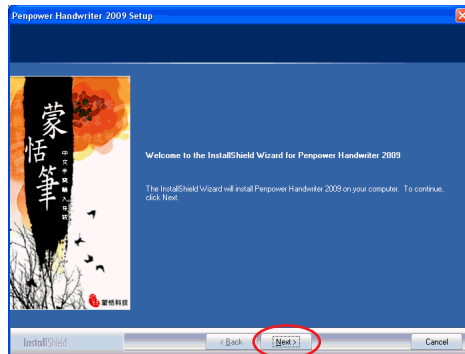 Penpower Handwriter 2009 Setup
蒙恬筆
Welcome to the InstallShield Wizard for Penpower Handwriter 2009
The InstallShield Wizard will install Penpower Handwriter 2009 on your computer. To continue,
click Next.
蒙恬科技
InstallShield
< Back
Next >
Cancel